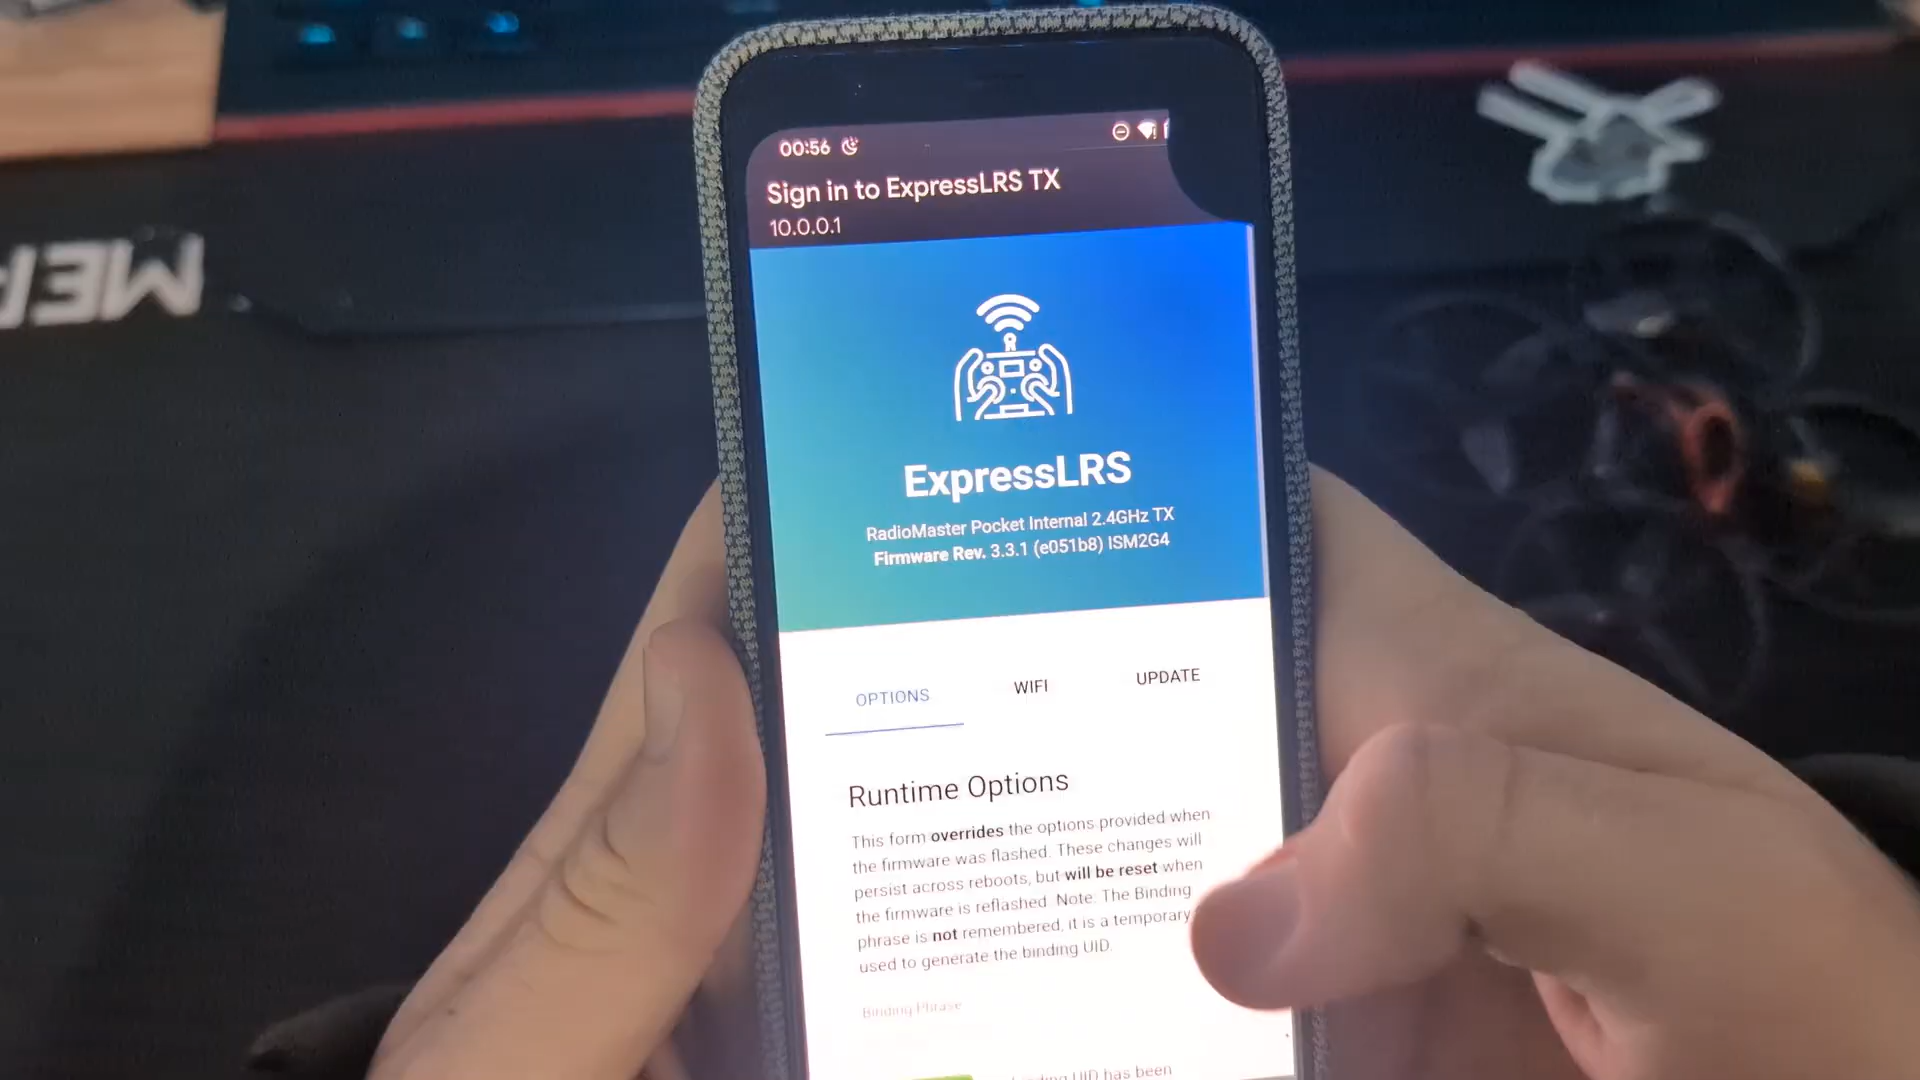 00:56
Sign in to ExpressLRS TX
10.0.0.1
ExpressLRS
RadioMaster Pocket Internal 2.4GHz TX
Firmware Rev. 3.3.1 (e051b8) ISM2G4
OPTIONS WIFI UPDATE
Runtime Options
This form overrides the options provided when
the firmware was flashed. These changes will
persist across reboots, but will be reset when
the firmware is reflashed. Note: The Binding
phrase is not remembered, it is a temporary
used to generate the binding UID.
Binding Phrase
UID has been